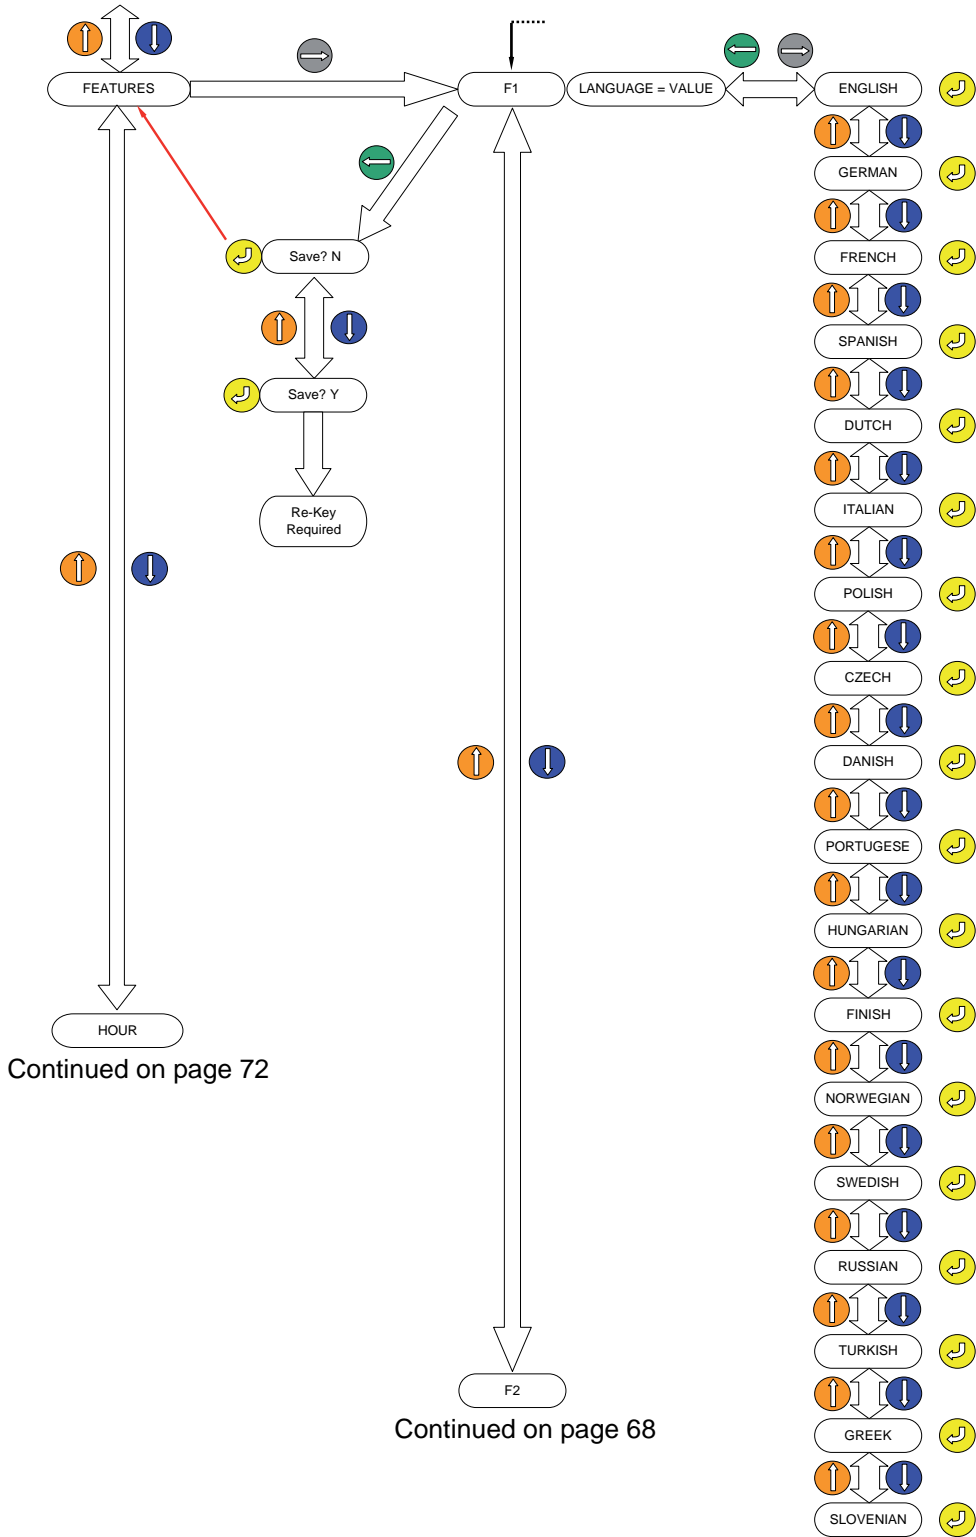 FEATURES
F1
LANGUAGE = VALUE
ENGLISH
GERMAN
Save? N
FRENCH
SPANISH
Save? Y
DUTCH
Re-Key
Required
ITALIAN
POLISH
CZECH
DANISH
PORTUGESE
HUNGARIAN
FINISH
HOUR
Continued on page 72
NORWEGIAN
SWEDISH
RUSSIAN
TURKISH
F2
Continued on page 68
GREEK
SLOVENIAN